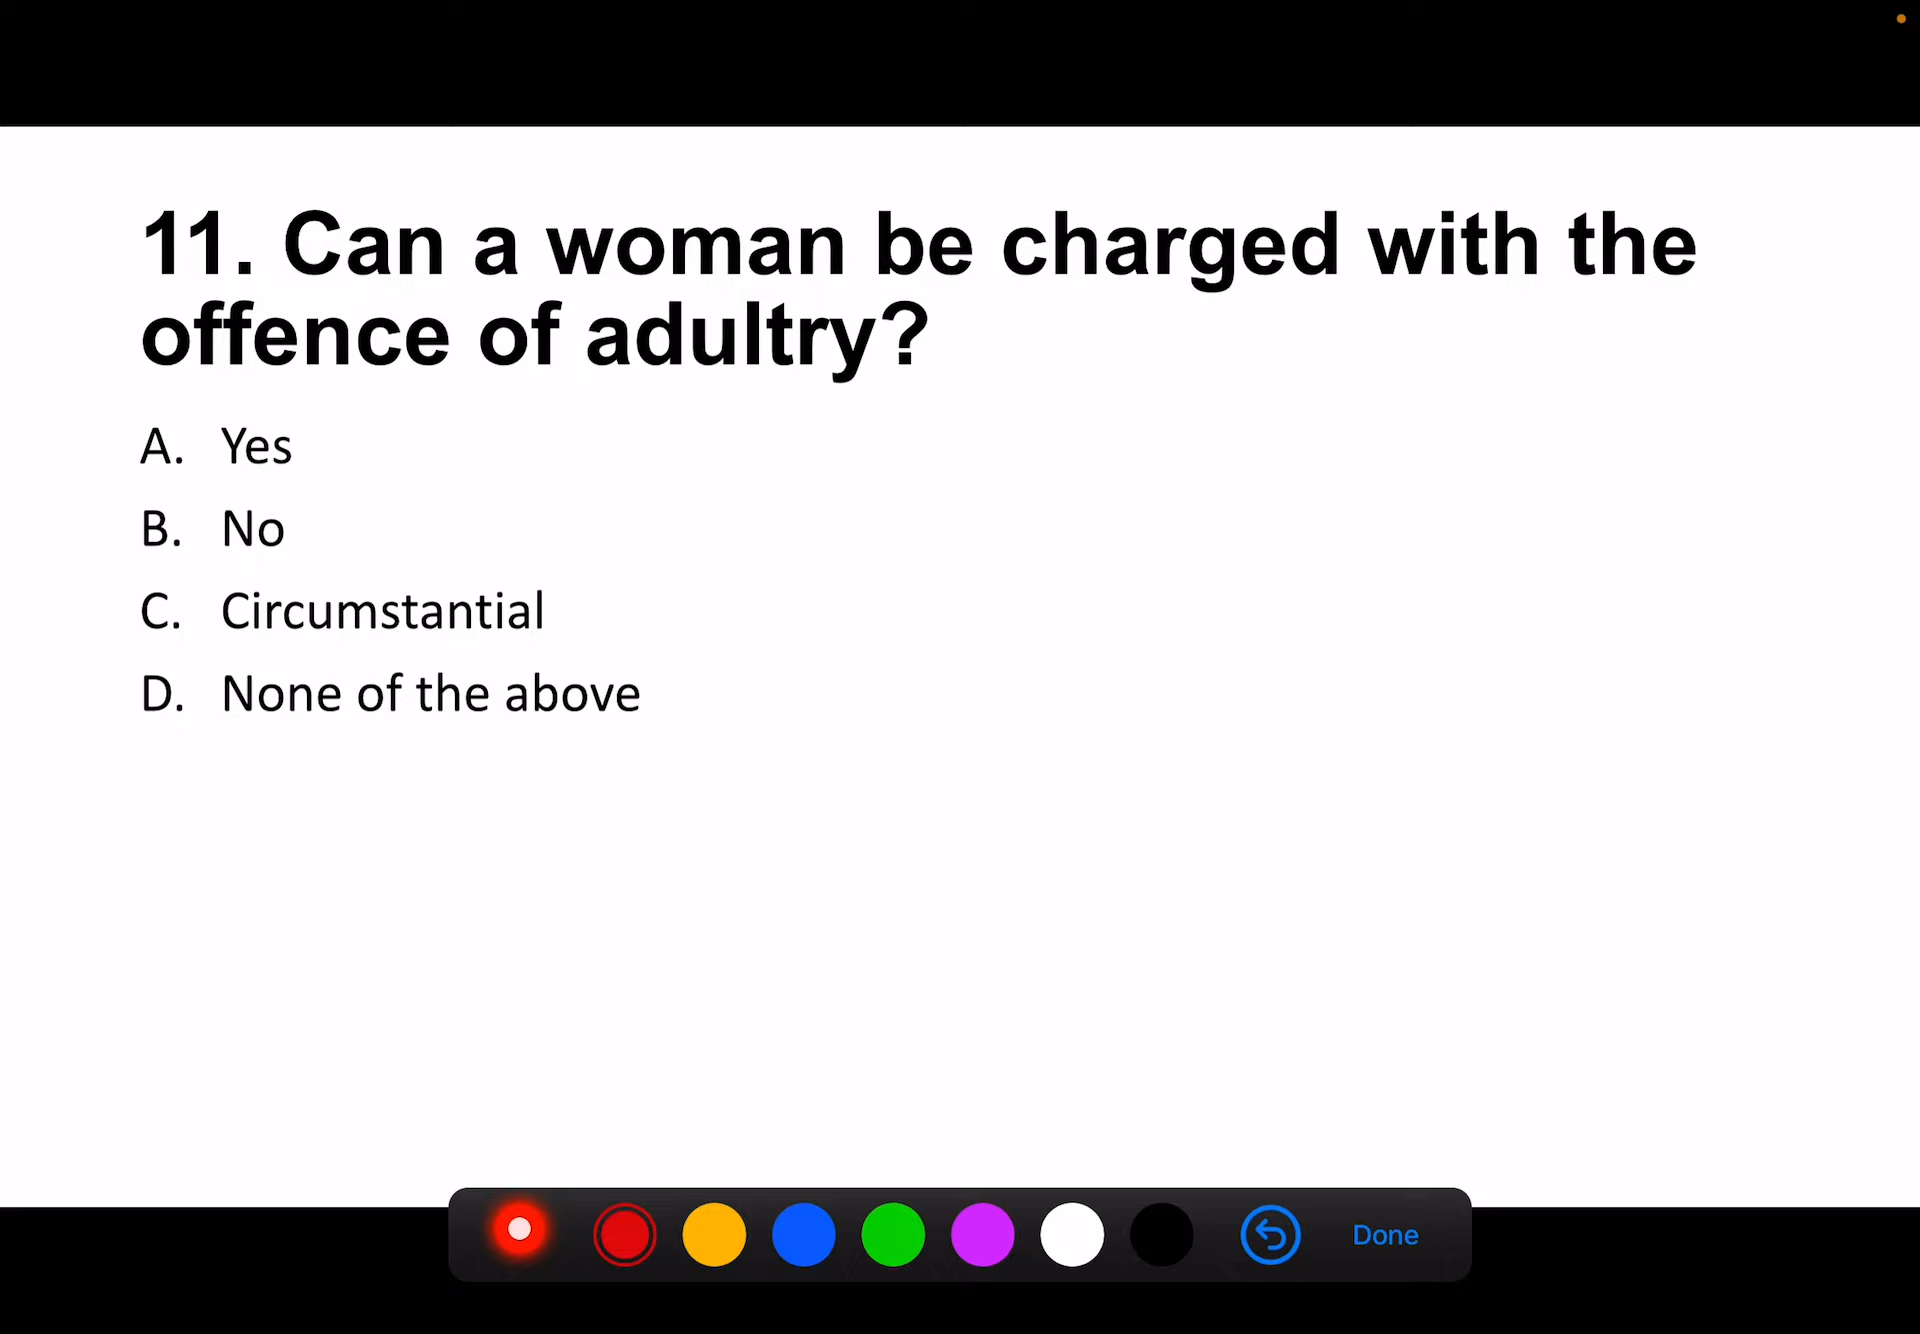 11. Can a woman be charged with the
offence of adultry?
A. Yes
B. No
C. Circumstantial
D. None of the above
Done